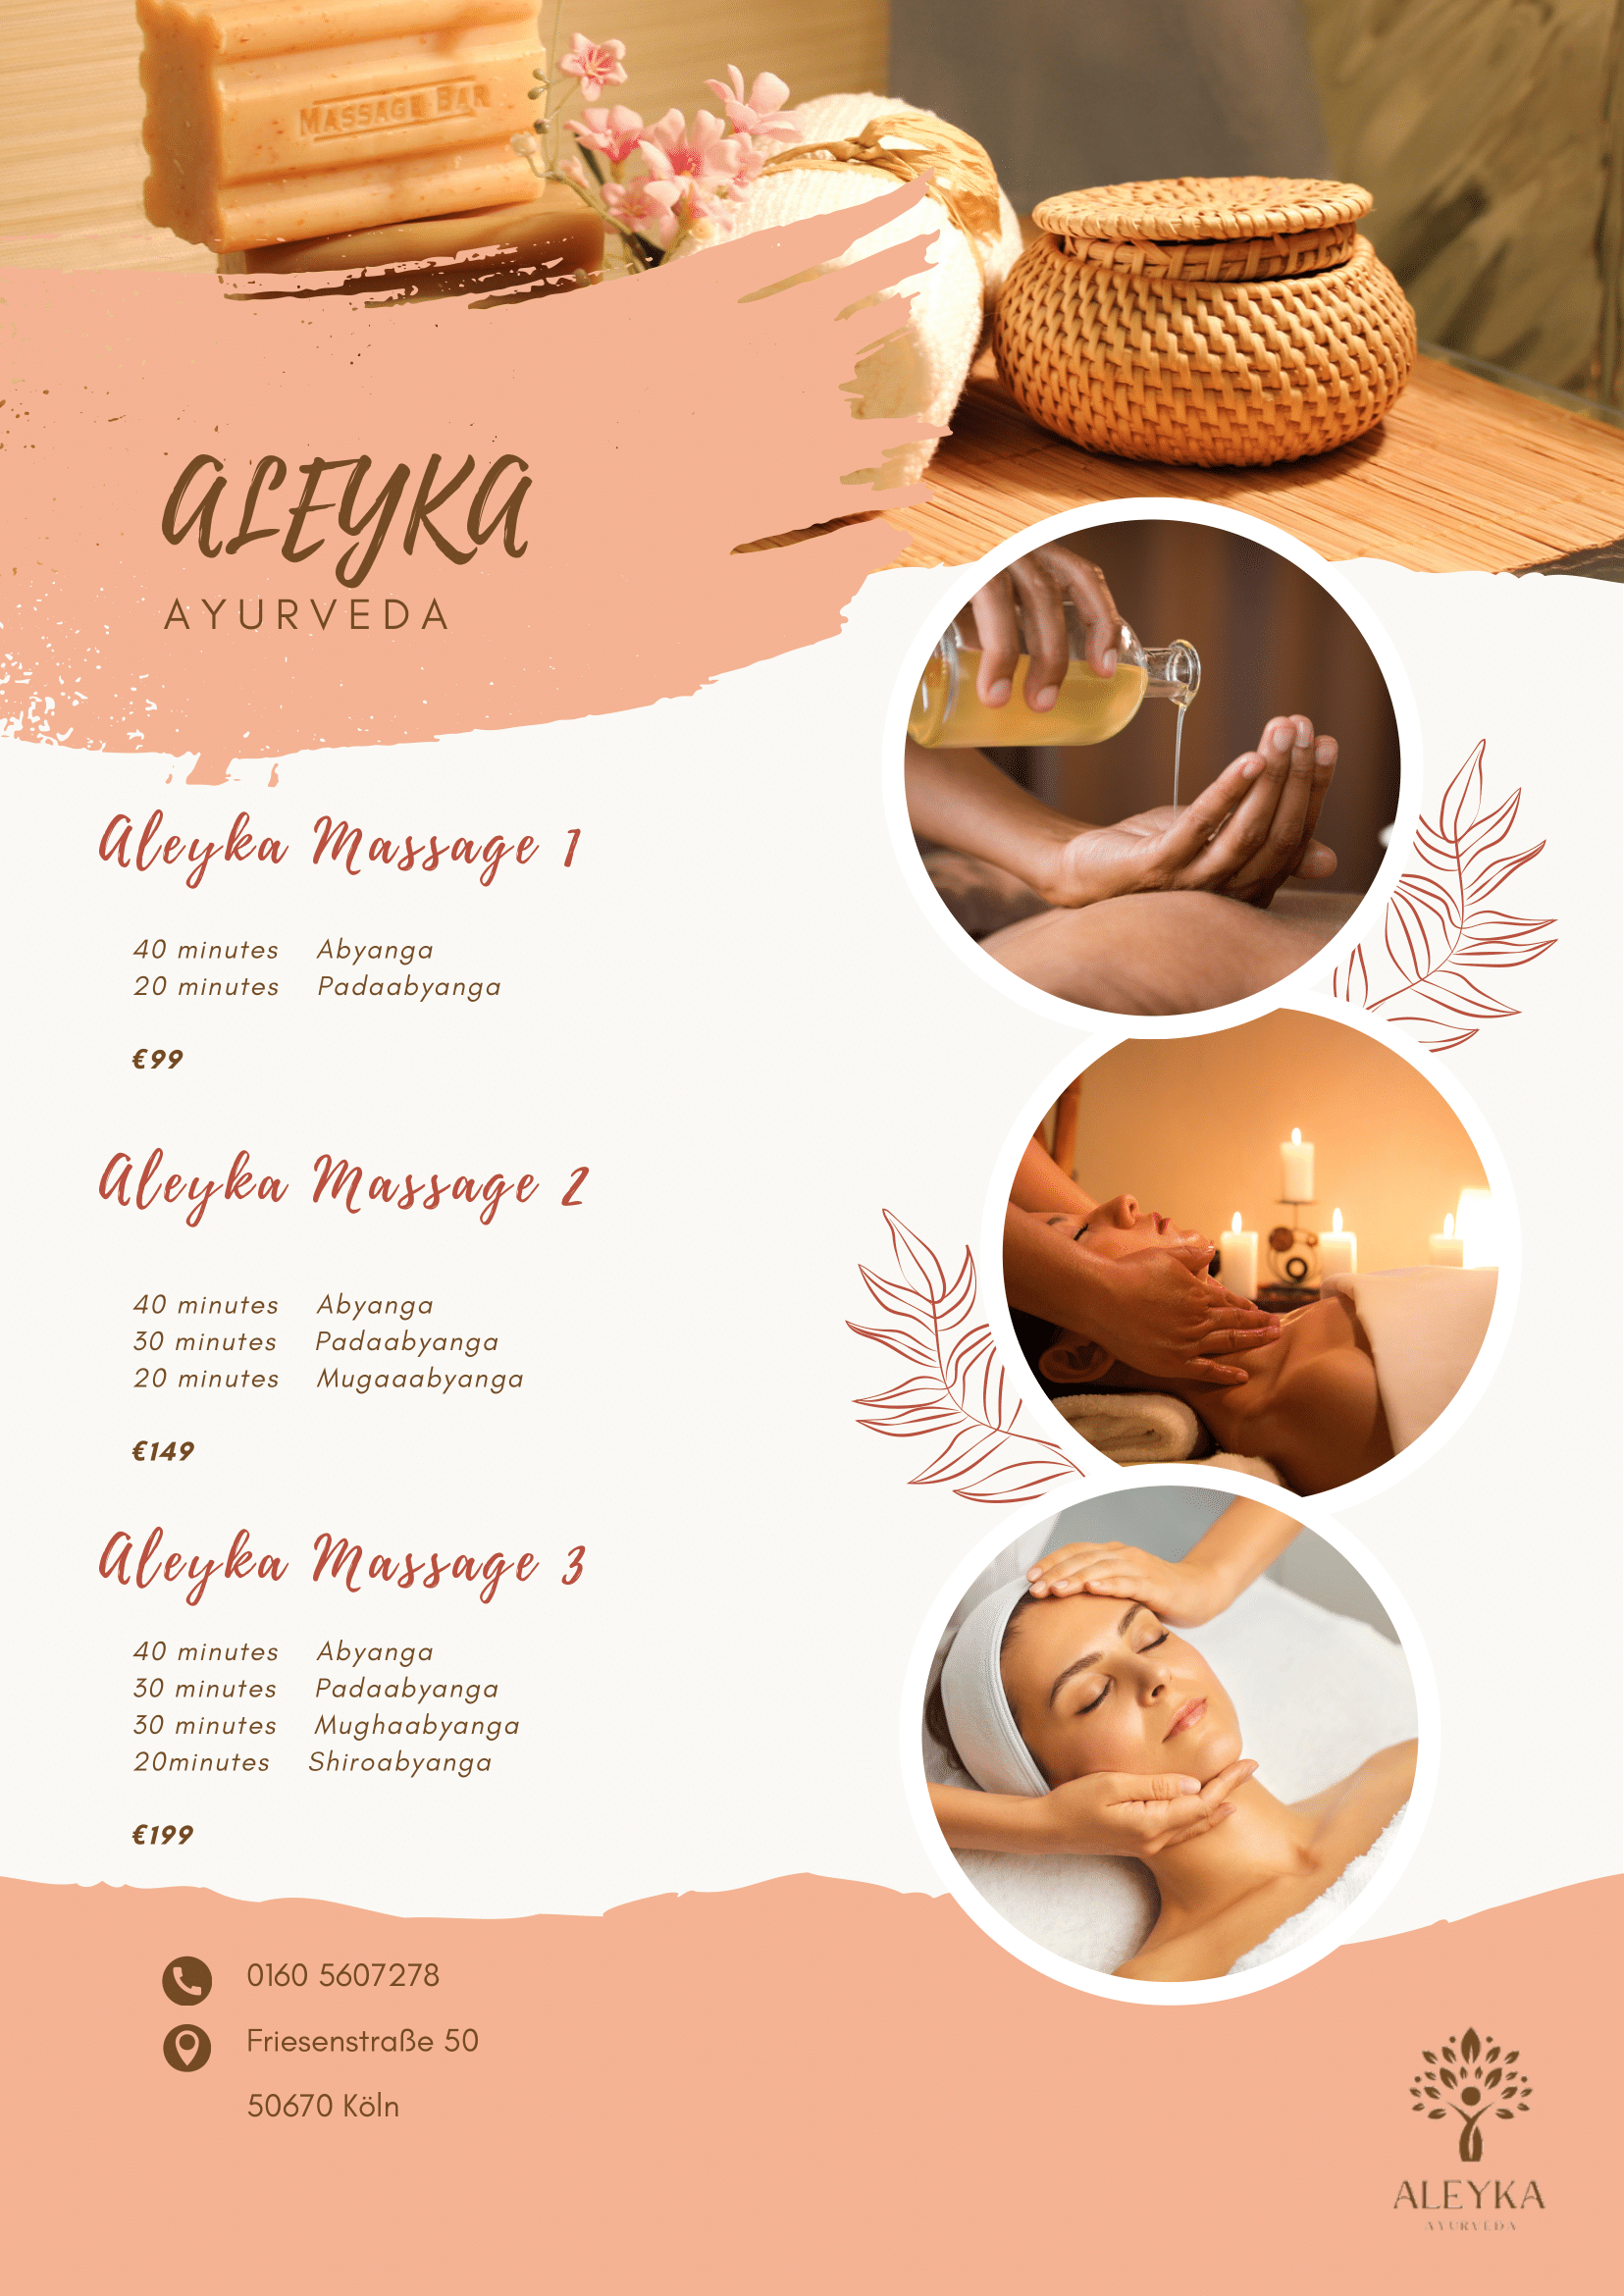 MASSAGE BAR
ALEYKA
AYURVEDA
Aleyka Massage 1
40 minutes Abyanga
20 minutes Padaabyanga
€99
Aleyka Massage 2
40 minutes Abyanga
30 minutes Padaabyanga
20 minutes Mugaaabyanga
€149
Aleyka Massage 3
40 minutes Abyanga
30 minutes Padaabyanga
30 minutes Mughaabyanga
20minutes Shiroabyanga
€199
0160 5607278
Friesenstraße 50
50670 Köln
ALEYKA
AYURVEDA